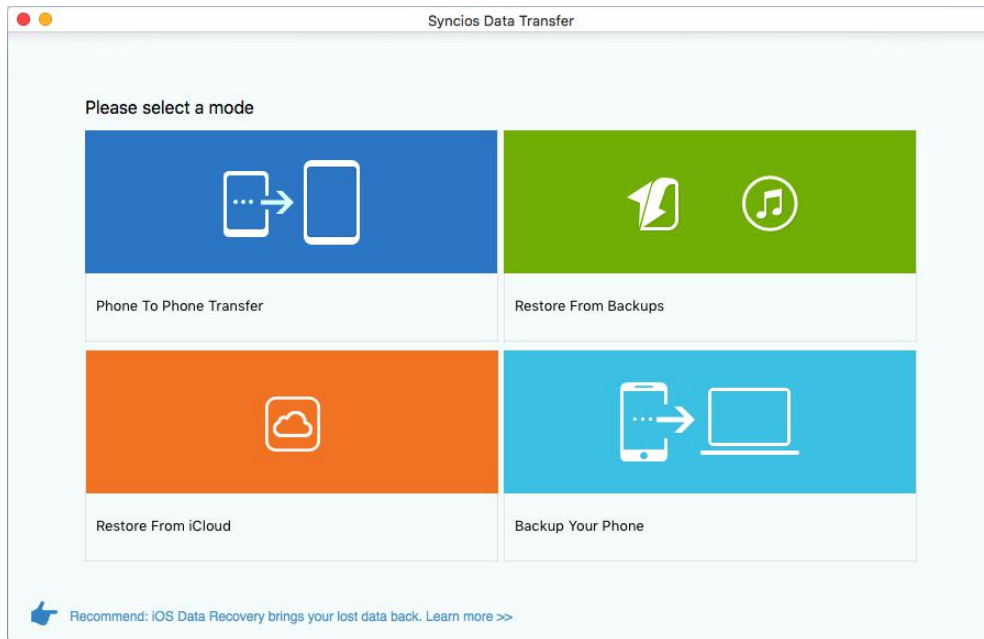 Syncios Data Transfer
Please select a mode
Phone To Phone Transfer
Restore From Backups
Restore From iCloud
Backup Your Phone
Recommend: iOS Data Recovery brings your lost data back. Learn more >>